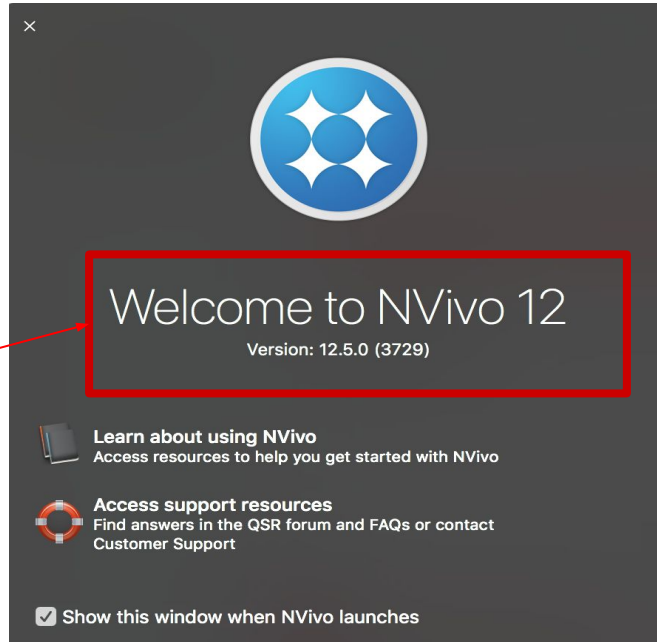 Welcome to NVivo 12
Version: 12.5.0 (3729)
Learn about using NVivo
Access resources to help you get started with NVivo
Access support resources
Find answers in the QSR forum and FAQs or contact
Customer Support
Show this window when NVivo launches